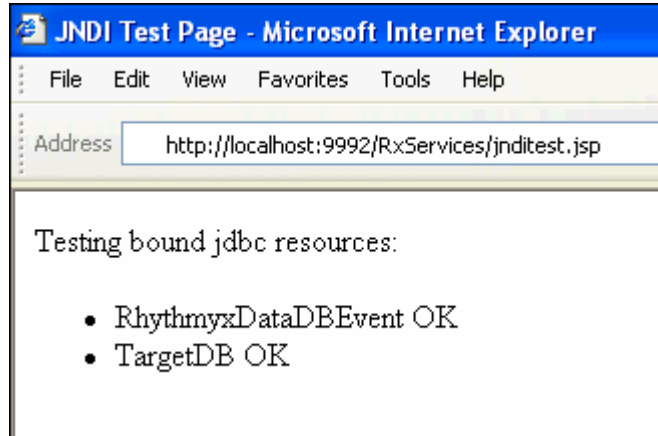 JNDI Test Page - Microsoft Internet Explorer
File Edit View Favorites Tools Help
Address http://localhost:9992/RxServices/jnditest.jsp
Testing bound jdbc resources:
• RhythmyxDataDBEvent OK
• TargetDB OK